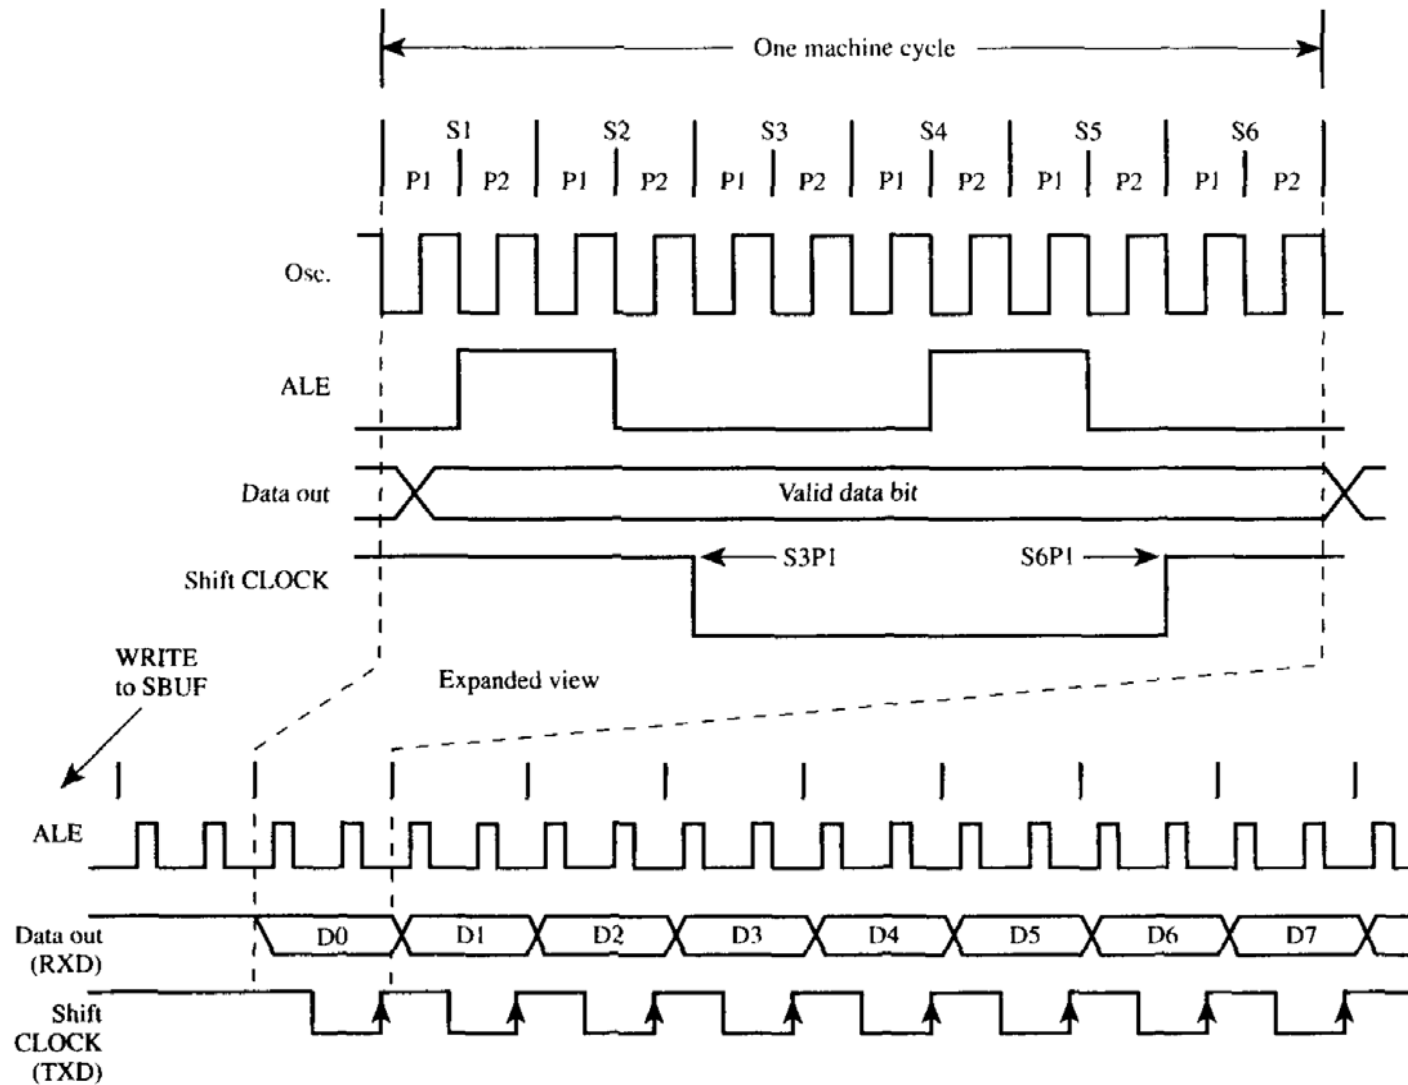 One machine cycle
S1 S2 S3 S4 S5 S6
P1 P2 P1 P2 P1 P2 P1 P2 P1 P2 P1 P2
Osc.
ALE
Data out
Valid data bit
Shift CLOCK
S3P1
S6P1
WRITE
to SBUF
Expanded view
ALE
Data out
(RXD)
D0 D1 D2 D3 D4 D5 D6 D7
Shift
CLOCK
(TXD)